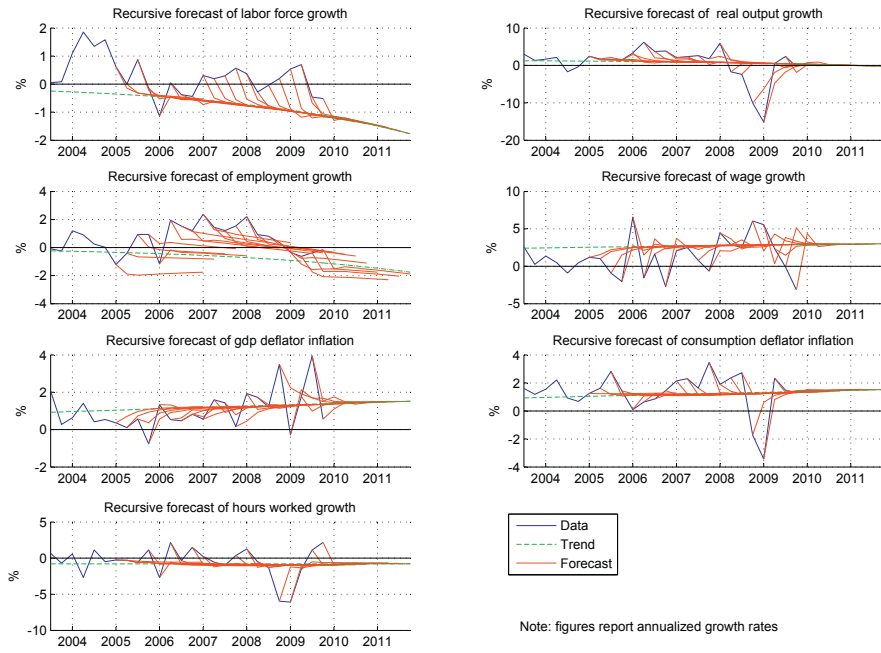 Recursive forecast of labor force growth
2
1
0
-1
-2
%
2004 2005 2006 2007 2008 2009 2010 2011
Recursive forecast of real output growth
10
0
-10
-20
%
2004 2005 2006 2007 2008 2009 2010 2011
Recursive forecast of employment growth
4
2
0
-2
-4
%
2004 2005 2006 2007 2008 2009 2010 2011
Recursive forecast of wage growth
10
5
0
-5
%
2004 2005 2006 2007 2008 2009 2010 2011
Recursive forecast of gdp deflator inflation
4
2
0
-2
%
2004 2005 2006 2007 2008 2009 2010 2011
Recursive forecast of consumption deflator inflation
4
2
0
-2
-4
%
2004 2005 2006 2007 2008 2009 2010 2011
Recursive forecast of hours worked growth
5
0
-5
-10
%
2004 2005 2006 2007 2008 2009 2010 2011
Data
Trend
Forecast
Note: figures report annualized growth rates